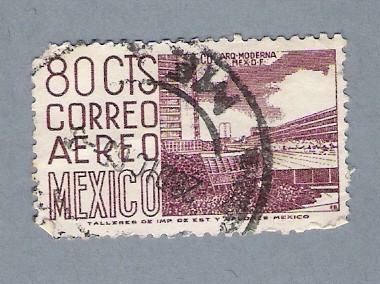 80 CTS
ARQ-MODERNA
MEX.D.F.
CORREO
AEREO
MEXICO
TALLERES DE IMP. DE EST. Y VALORES MEXICO